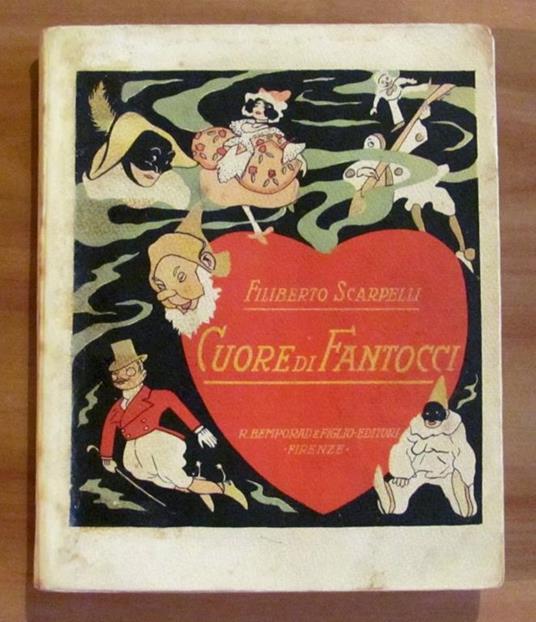 FILIBERTO SCARPELLI
CUORE DI FANTOCCI
R. BEMPORAD & FIGLIO-EDITORI
·FIRENZE·